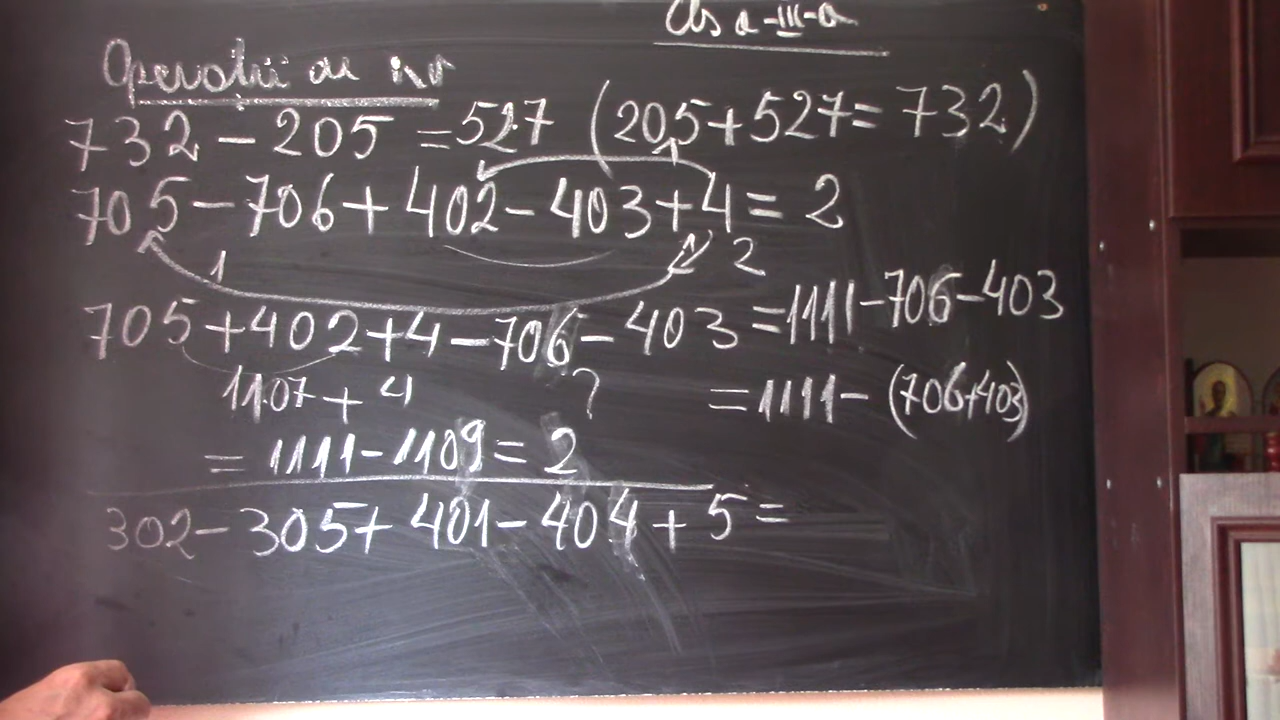 Cls a-III-a
Operatii cu nr
732 - 205 = 527 (205+527= 732)
705 - 706 + 402 - 403 + 4 = 2
1 2
705 + 402 + 4 - 706 - 403 = 1111 - 706 - 403
1107 + 4 ? = 1111 - (706+403)
= 1111 - 1109 = 2
302 - 305 + 401 - 404 + 5 =